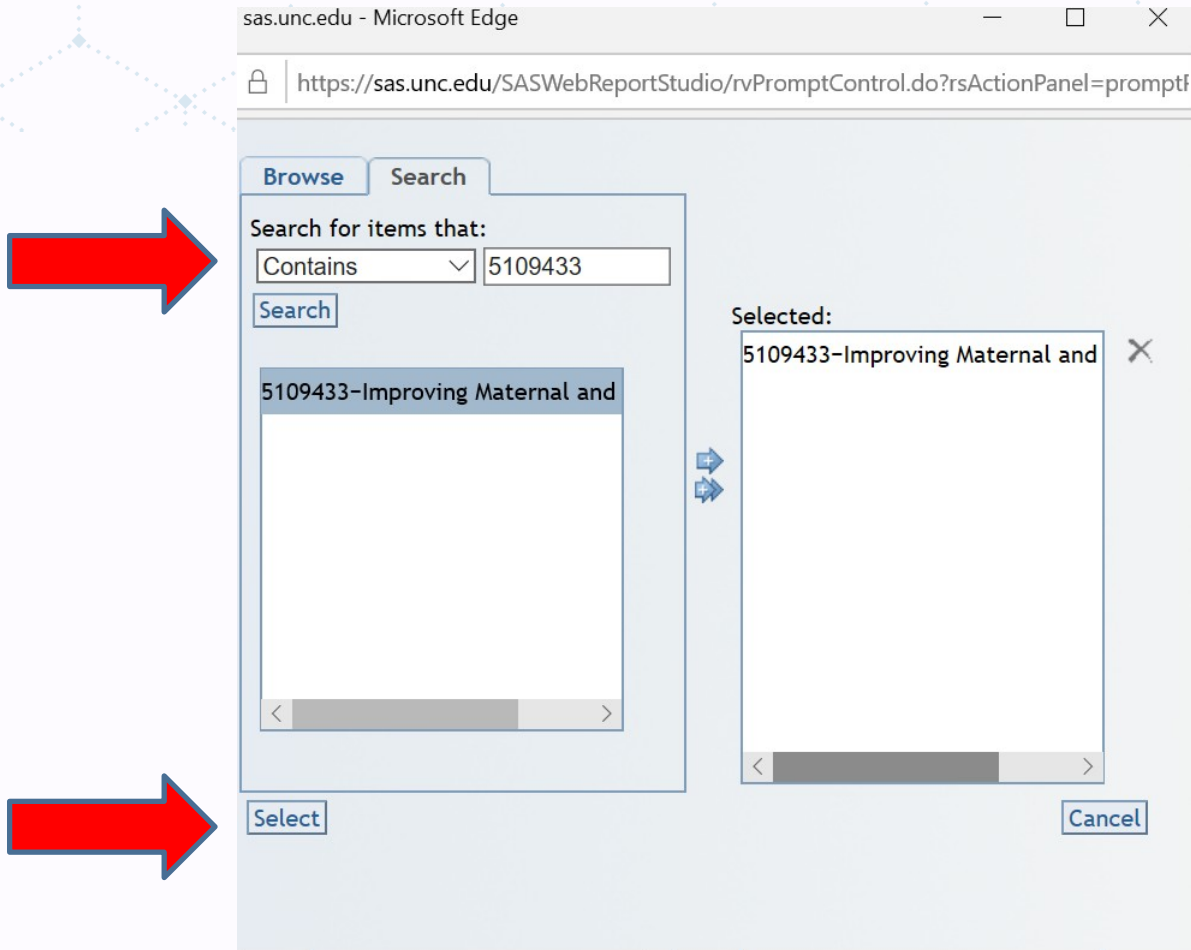 sas.unc.edu - Microsoft Edge
https://sas.unc.edu/SASWebReportStudio/rvPromptControl.do?rsActionPanel=prompt
Browse Search
Search for items that:
Contains 5109433
Search
5109433-Improving Maternal and
Selected:
5109433-Improving Maternal and
Select
Cancel